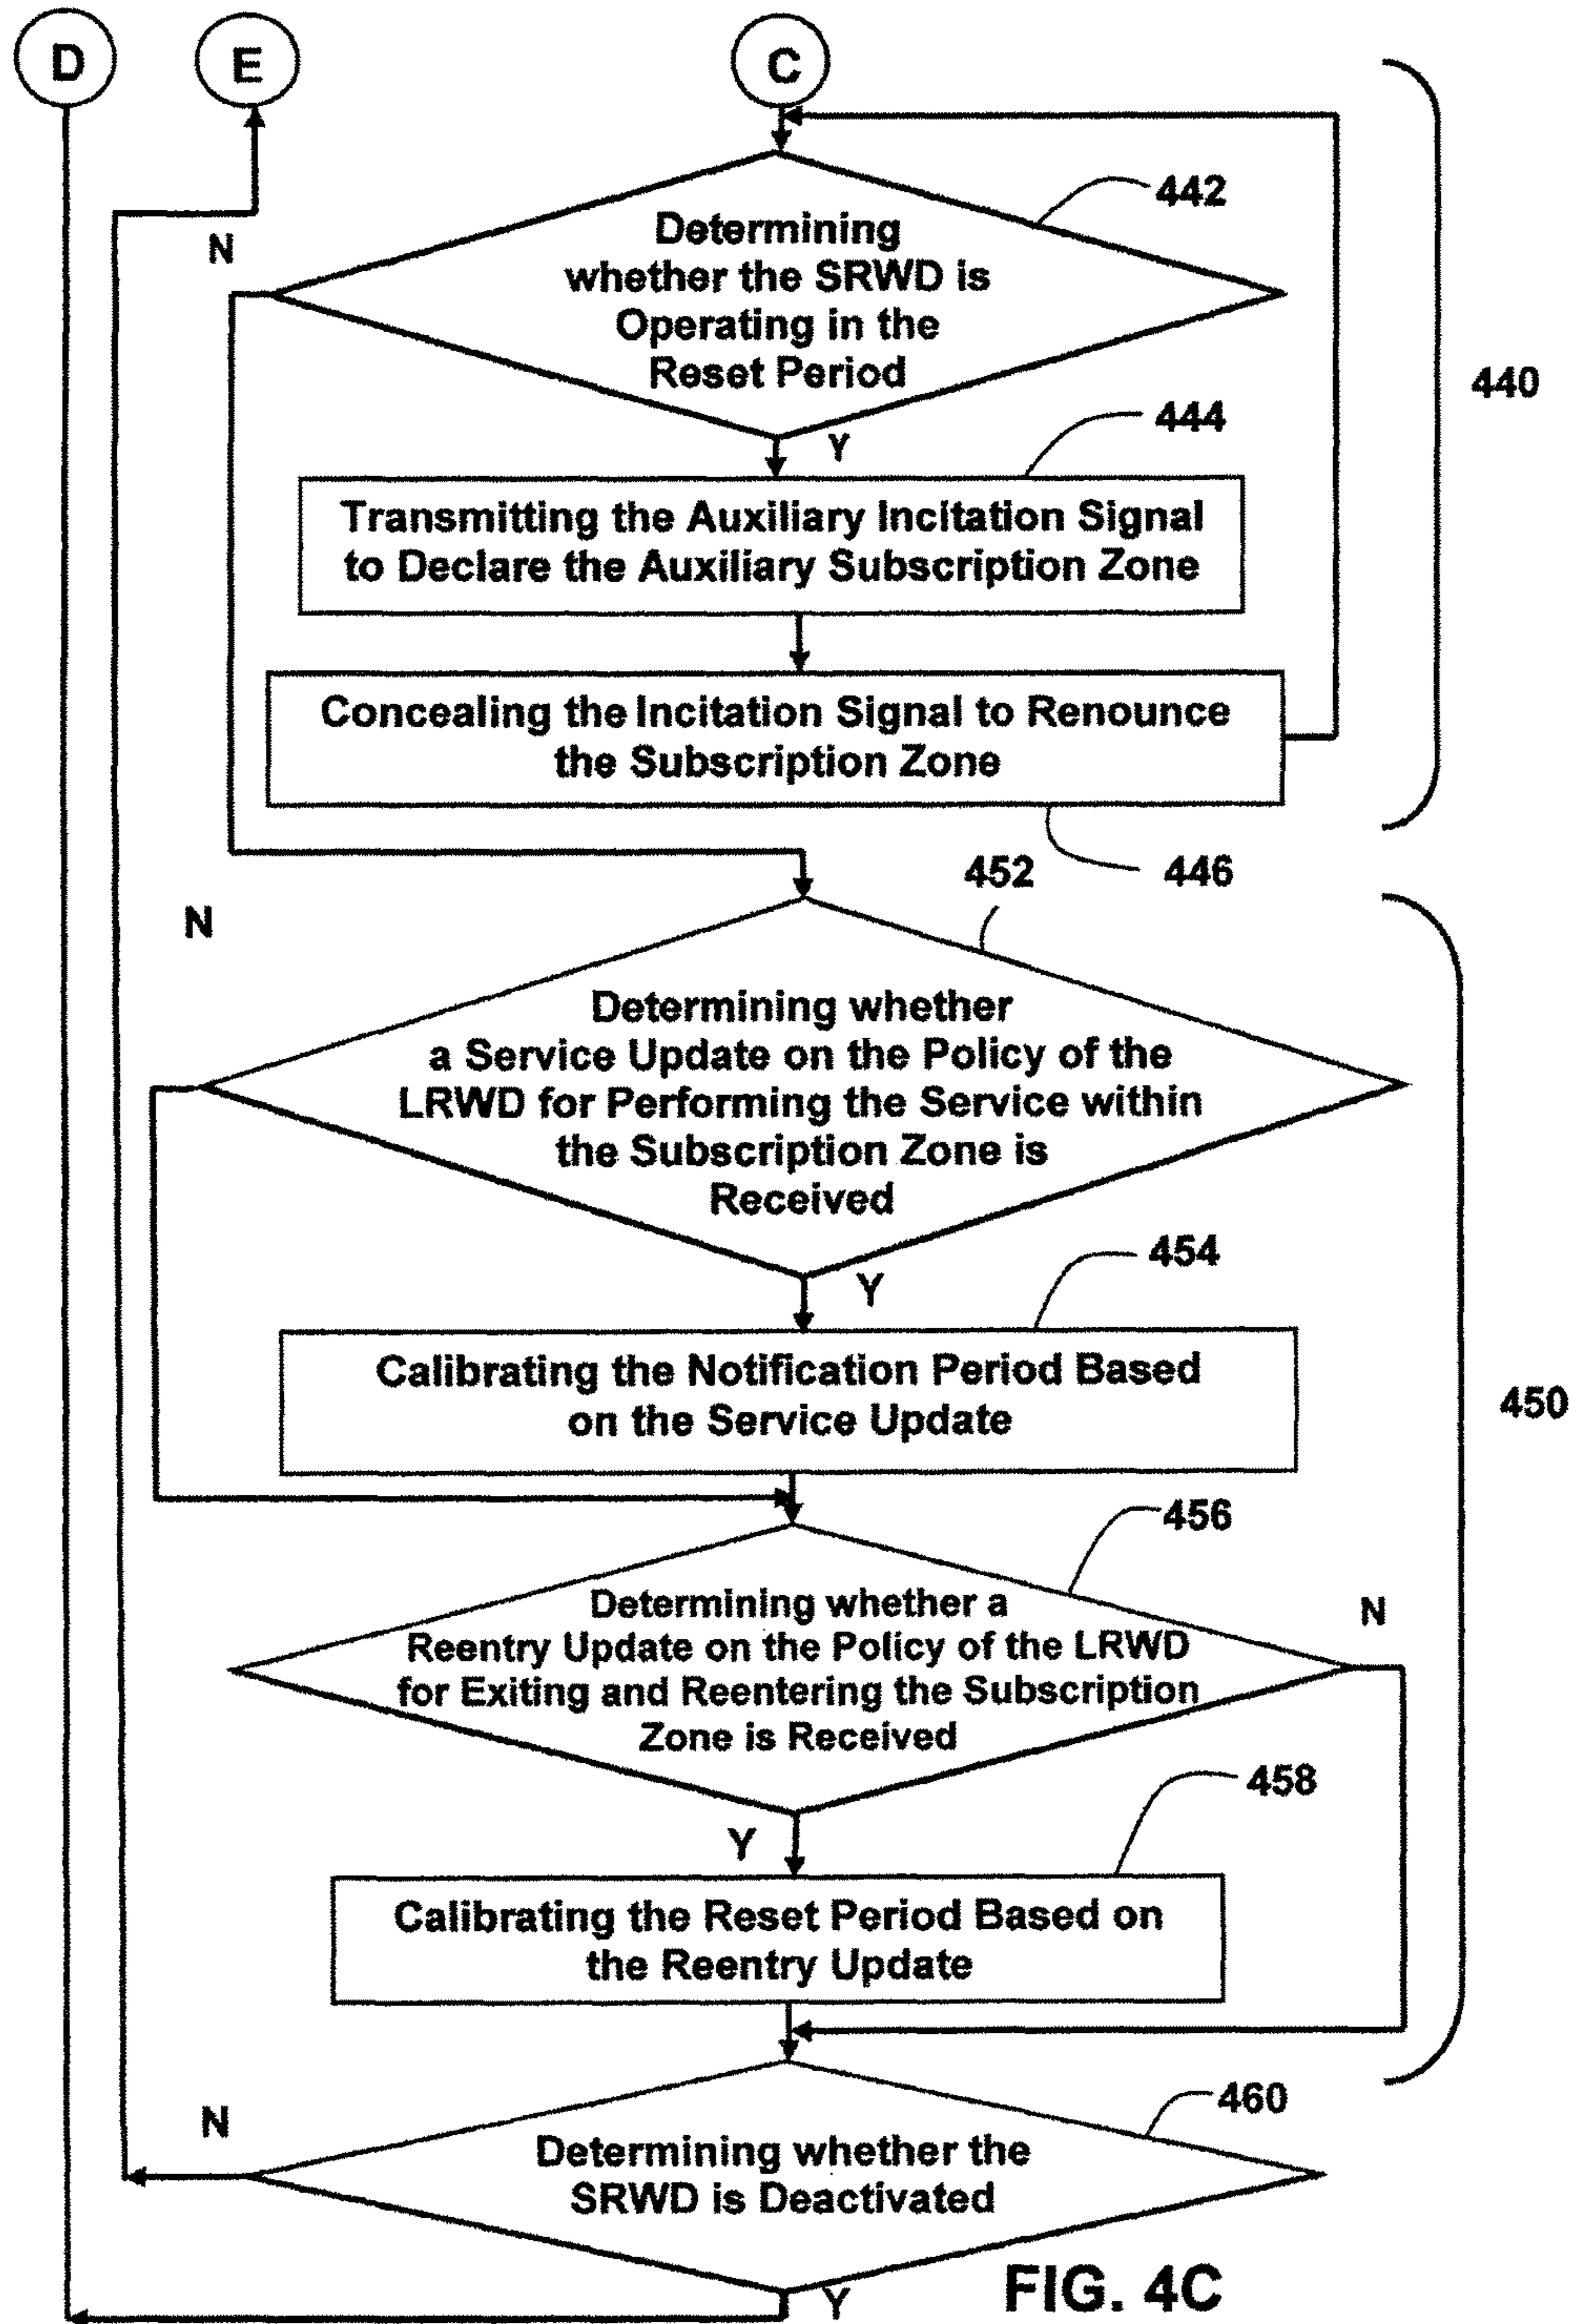 D
E
C
442
N
Determining
whether the SRWD is
Operating in the
Reset Period
440
444
Y
Transmitting the Auxiliary Incitation Signal
to Declare the Auxiliary Subscription Zone
Concealing the Incitation Signal to Renounce
the Subscription Zone
446
452
N
Determining whether
a Service Update on the Policy of the
LRWD for Performing the Service within
the Subscription Zone is
Received
454
Y
Calibrating the Notification Period Based
on the Service Update
450
456
Determining whether a
Reentry Update on the Policy of the LRWD
for Exiting and Reentering the Subscription
Zone is Received
N
458
Y
Calibrating the Reset Period Based on
the Reentry Update
460
N
Determining whether the
SRWD is Deactivated
Y
FIG. 4C